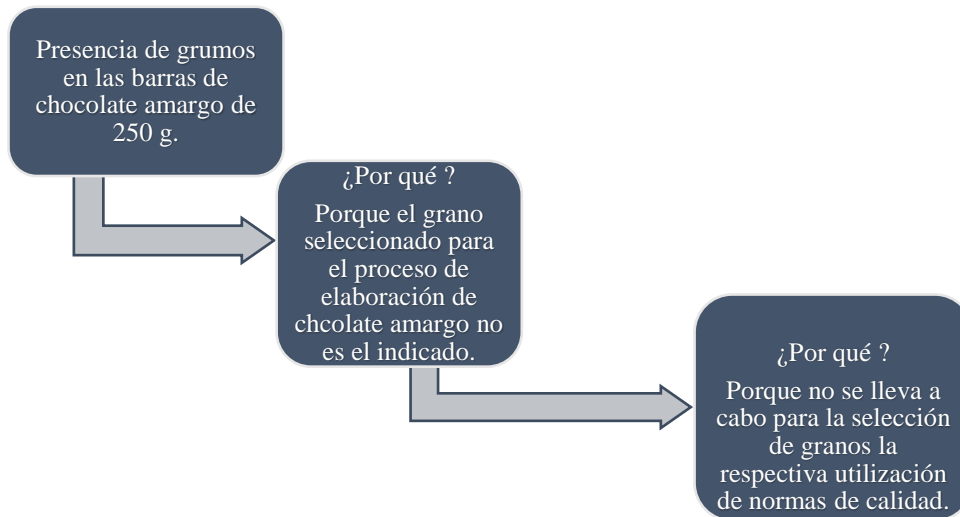 Presencia de grumos
en las barras de
chocolate amargo de
250 g.
¿Por qué ?
Porque el grano
seleccionado para
el proceso de
elaboración de
chcolate amargo no
es el indicado.
¿Por qué ?
Porque no se lleva a
cabo para la selección
de granos la
respectiva utilización
de normas de calidad.